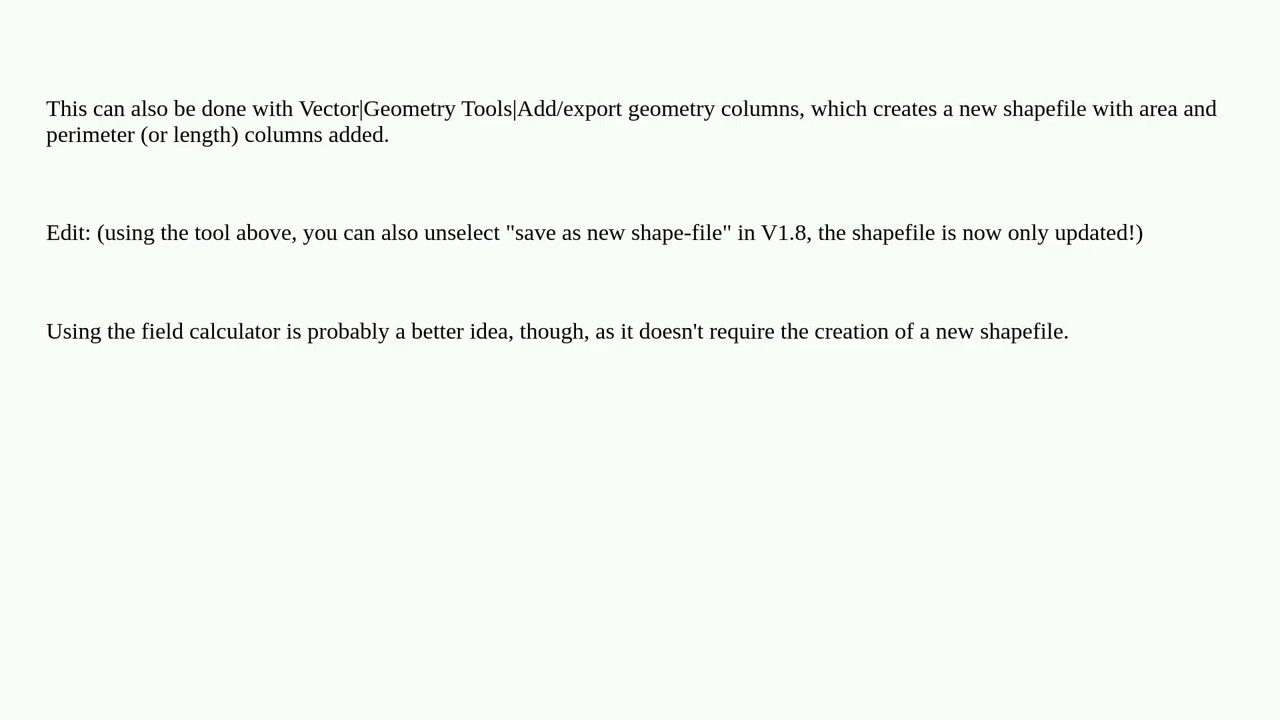 This can also be done with Vector|Geometry Tools|Add/export geometry columns, which creates a new shapefile with area and
perimeter (or length) columns added.
Edit: (using the tool above, you can also unselect "save as new shape-file" in V1.8, the shapefile is now only updated!)
Using the field calculator is probably a better idea, though, as it doesn't require the creation of a new shapefile.